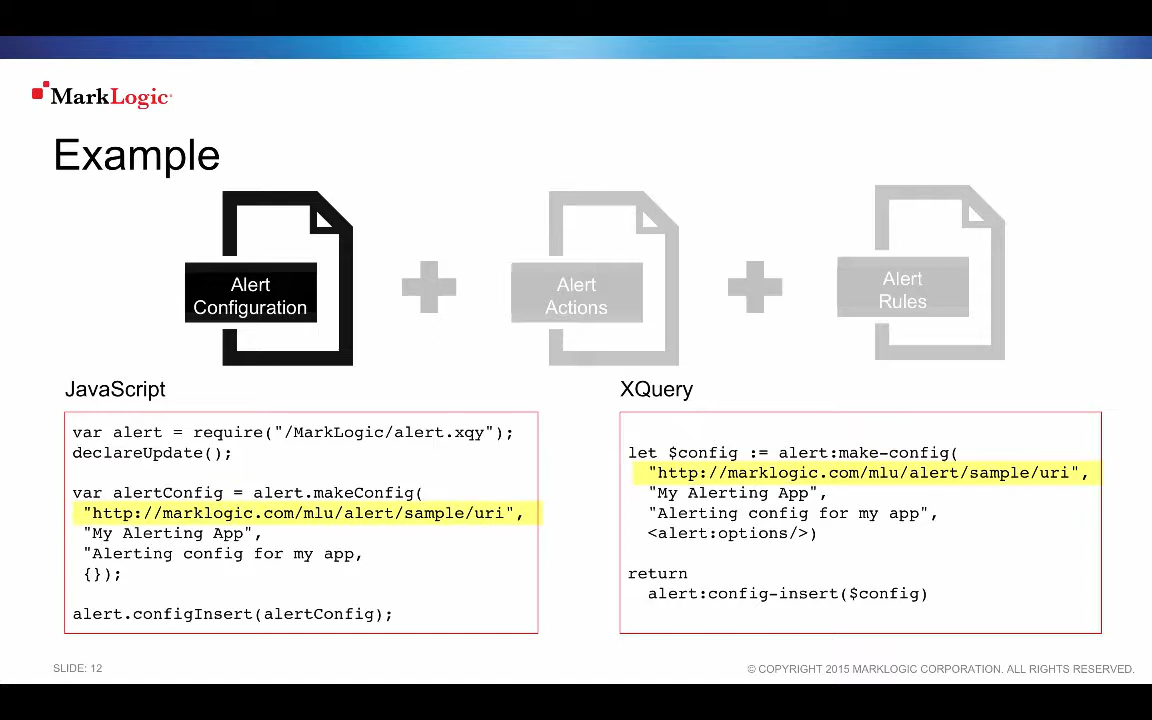 MarkLogic
Example
Alert
Configuration
Alert
Actions
Alert
Rules
JavaScript
var alert = require("/MarkLogic/alert.xqy");
declareUpdate();
var alertConfig = alert.makeConfig(
"http://marklogic.com/mlu/alert/sample/uri",
"My Alerting App",
"Alerting config for my app,
{});
alert.configInsert(alertConfig);
XQuery
let $config := alert:make-config(
"http://marklogic.com/mlu/alert/sample/uri",
"My Alerting App",
"Alerting config for my app",
<alert:options/>)
return
alert:config-insert($config)
SLIDE: 12
© COPYRIGHT 2015 MARKLOGIC CORPORATION. ALL RIGHTS RESERVED.